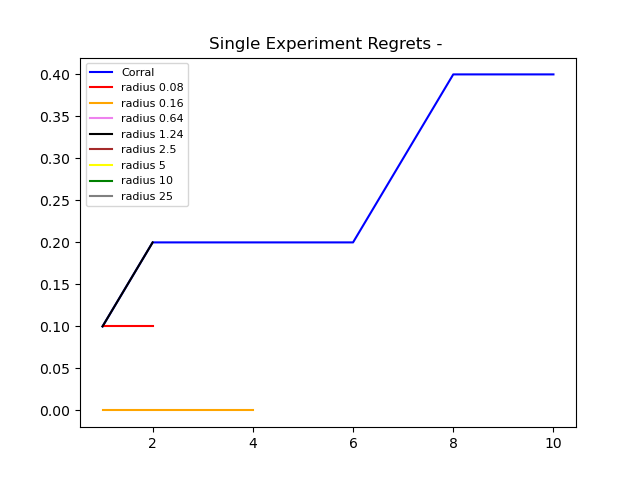 Single Experiment Regrets -
0.40
0.35
0.30
0.25
0.20
0.15
0.10
0.05
0.00
Corral
radius 0.08
radius 0.16
radius 0.64
radius 1.24
radius 2.5
radius 5
radius 10
radius 25
2 4 6 8 10